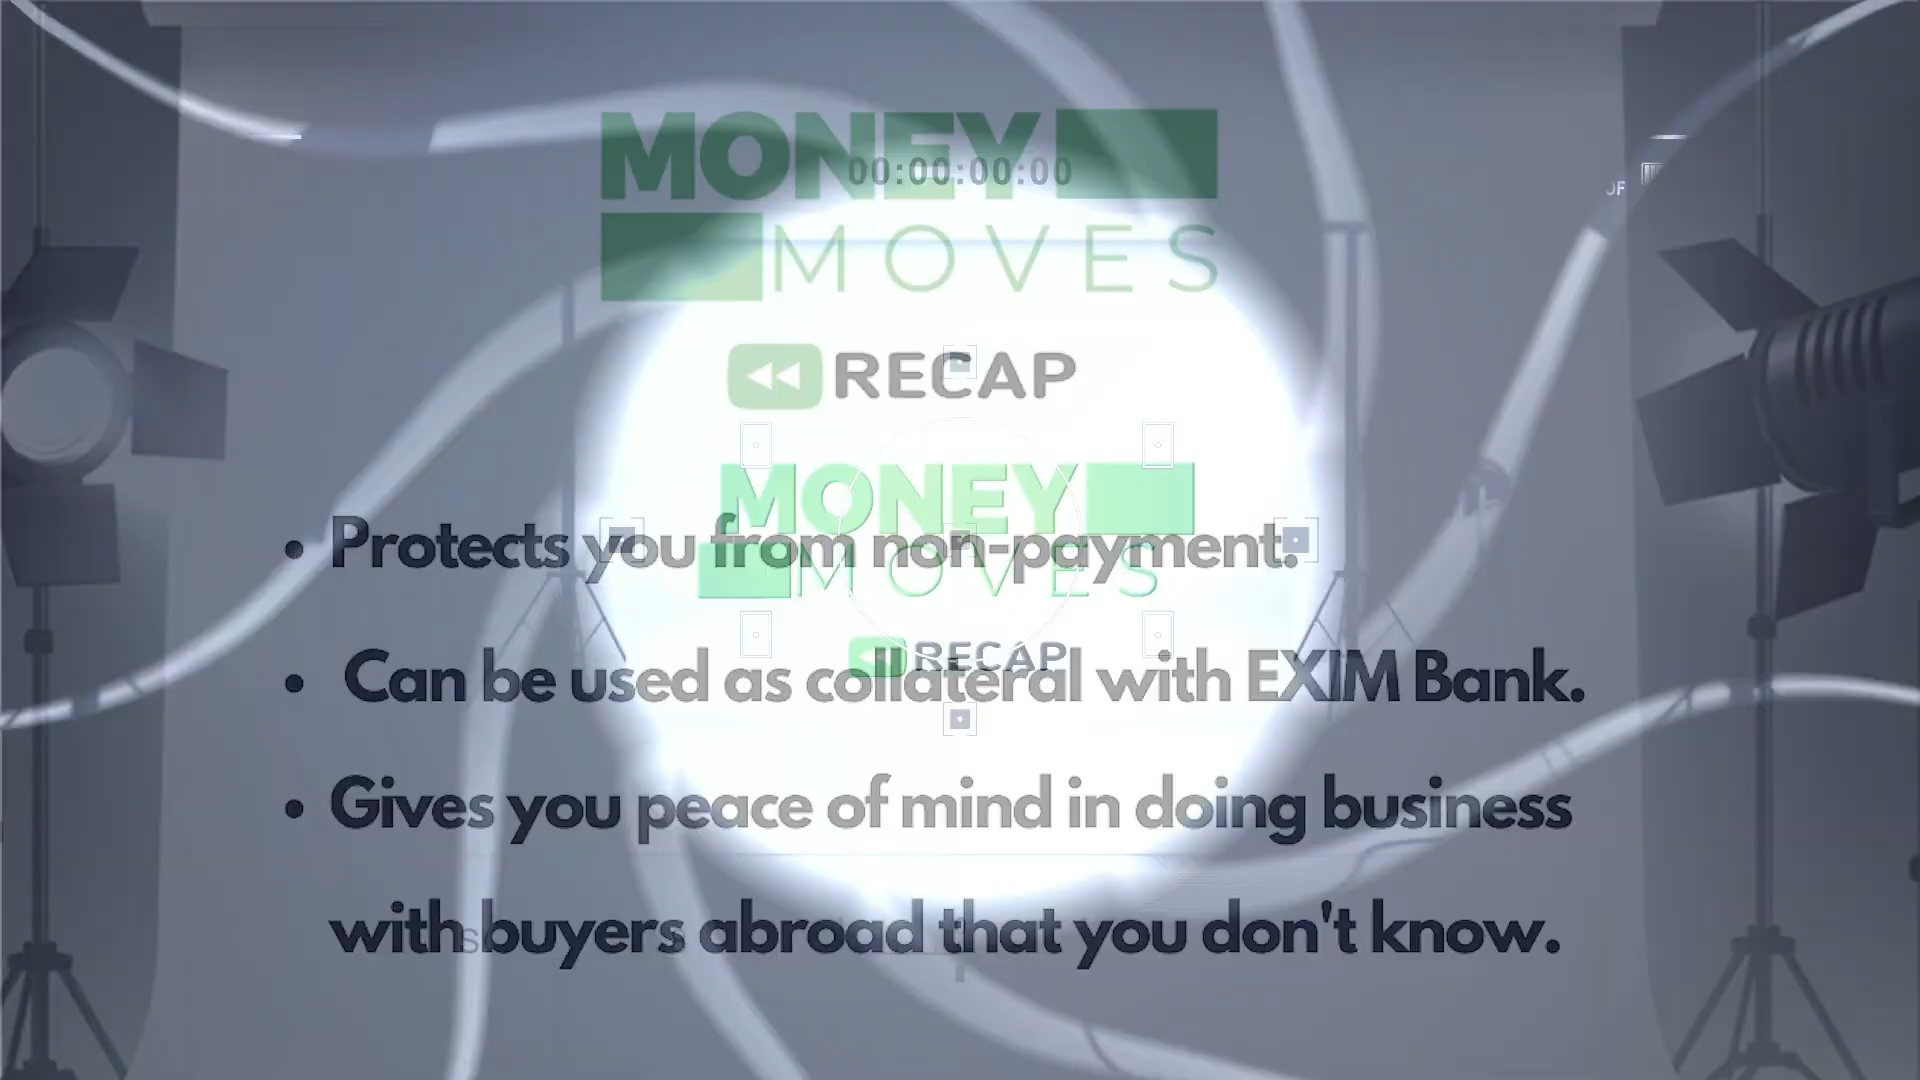 MONEY
00:00:00:00
MOVES
RECAP
MONEY
MOVES
RECAP
• Protects you from non-payment.
• Can be used as collateral with EXIM Bank.
• Gives you peace of mind in doing business
with buyers abroad that you don't know.